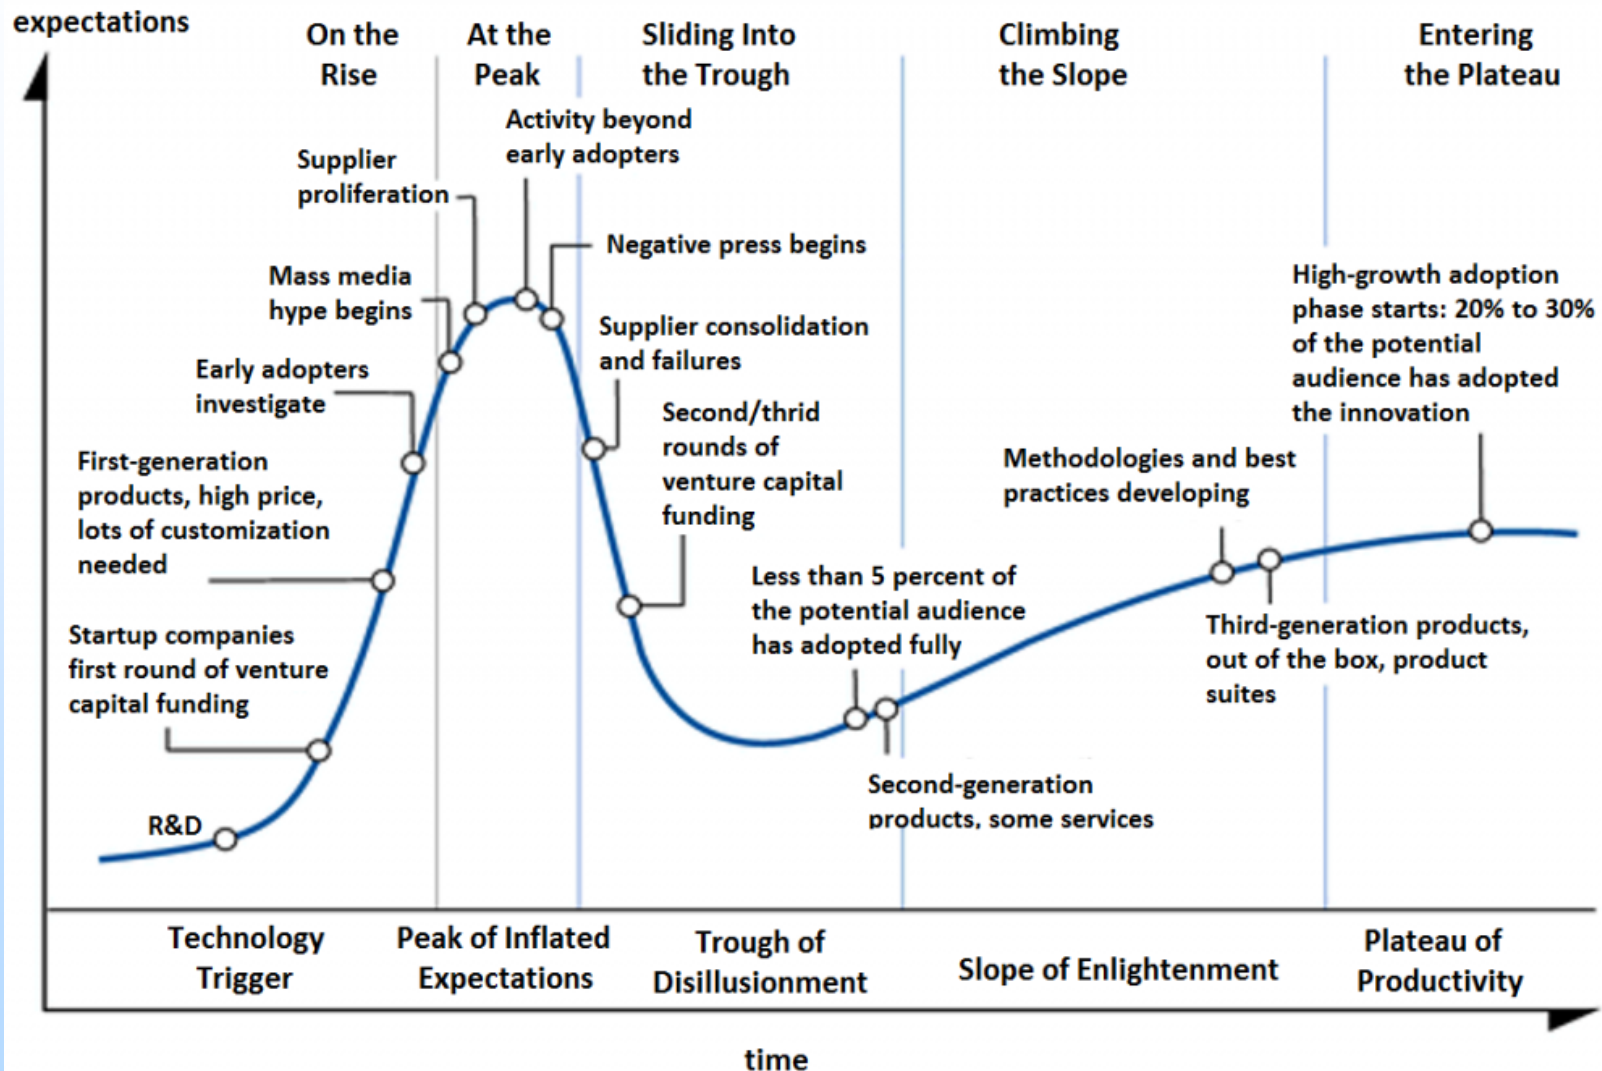 expectations
On the
Rise
At the
Peak
Sliding Into
the Trough
Climbing
the Slope
Entering
the Plateau
Activity beyond
early adopters
Supplier
proliferation
Negative press begins
Mass media
hype begins
High-growth adoption
phase starts: 20% to 30%
of the potential
audience has adopted
the innovation
Supplier consolidation
and failures
Early adopters
investigate
Second/thrid
rounds of
venture capital
funding
First-generation
products, high price,
lots of customization
needed
Methodologies and best
practices developing
Less than 5 percent of
the potential audience
has adopted fully
Startup companies
first round of venture
capital funding
Third-generation products,
out of the box, product
suites
R&D
Second-generation
products, some services
Technology
Trigger
Peak of Inflated
Expectations
Trough of
Disillusionment
Slope of Enlightenment
Plateau of
Productivity
time